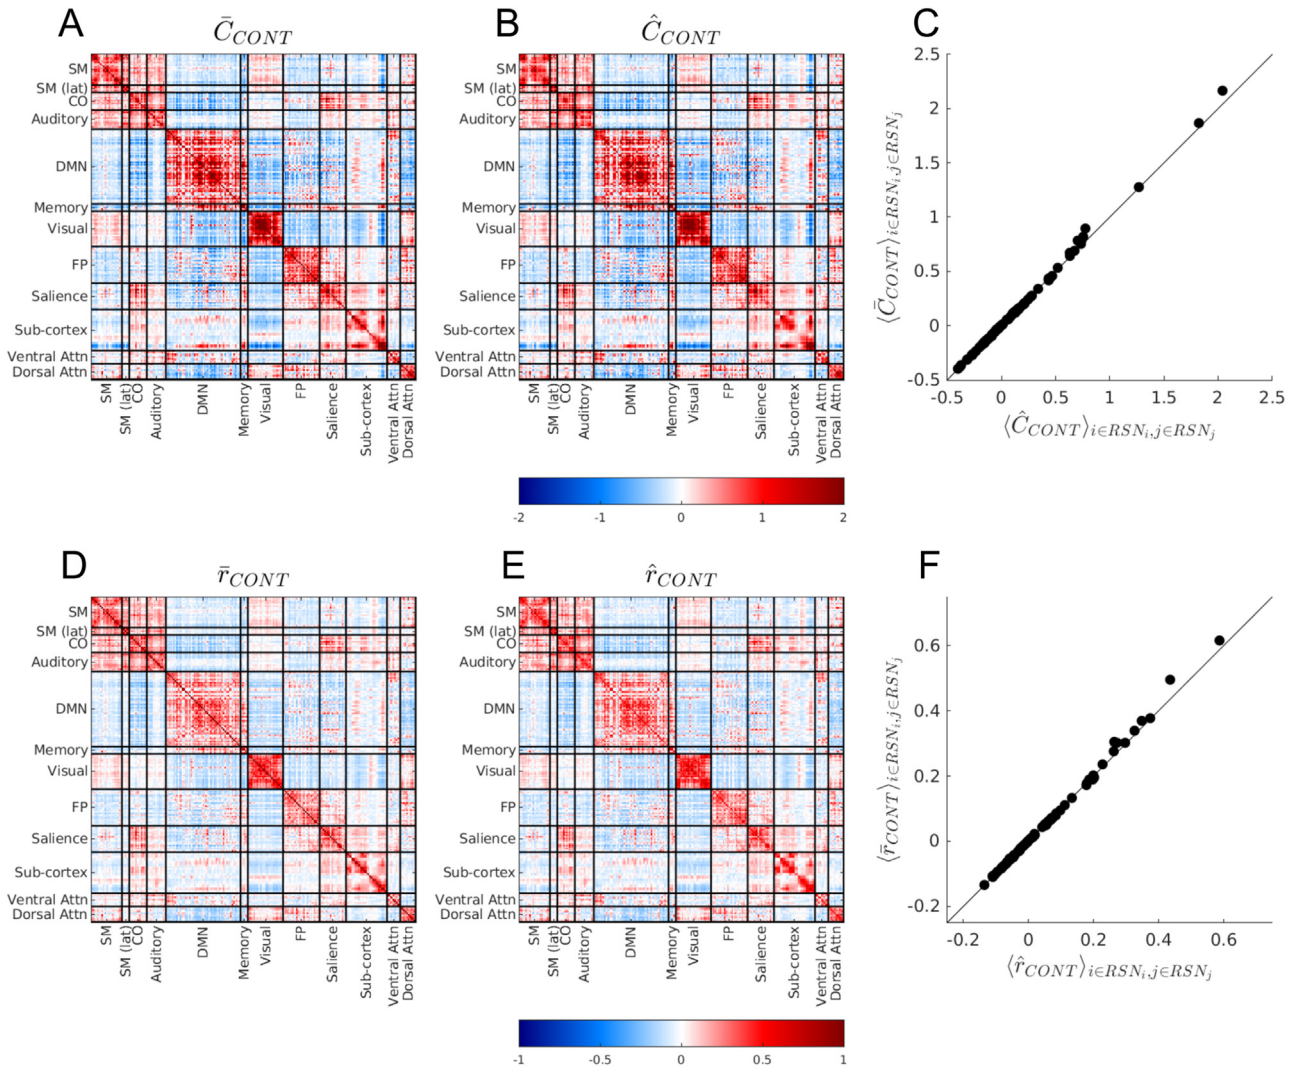 A
C̄_CONT
SM
SM (lat)
CO
Auditory
DMN
Memory
Visual
FP
Salience
Sub-cortex
Ventral Attn
Dorsal Attn
SM
SM (lat)
CO
Auditory
DMN
Memory
Visual
FP
Salience
Sub-cortex
Ventral Attn
Dorsal Attn
B
Ĉ_CONT
SM
SM (lat)
CO
Auditory
DMN
Memory
Visual
FP
Salience
Sub-cortex
Ventral Attn
Dorsal Attn
SM
SM (lat)
CO
Auditory
DMN
Memory
Visual
FP
Salience
Sub-cortex
Ventral Attn
Dorsal Attn
-2 -1 0 1 2
C
⟨C̄_CONT⟩_i∈RSN_i,j∈RSN_j
2.5
2
1.5
1
0.5
0
-0.5
-0.5 0 0.5 1 1.5 2 2.5
⟨Ĉ_CONT⟩_i∈RSN_i,j∈RSN_j
D
r̄_CONT
SM
SM (lat)
CO
Auditory
DMN
Memory
Visual
FP
Salience
Sub-cortex
Ventral Attn
Dorsal Attn
SM
SM (lat)
CO
Auditory
DMN
Memory
Visual
FP
Salience
Sub-cortex
Ventral Attn
Dorsal Attn
E
r̂_CONT
SM
SM (lat)
CO
Auditory
DMN
Memory
Visual
FP
Salience
Sub-cortex
Ventral Attn
Dorsal Attn
SM
SM (lat)
CO
Auditory
DMN
Memory
Visual
FP
Salience
Sub-cortex
Ventral Attn
Dorsal Attn
-1 -0.5 0 0.5 1
F
⟨r̄_CONT⟩_i∈RSN_i,j∈RSN_j
0.6
0.4
0.2
0
-0.2
-0.2 0 0.2 0.4 0.6
⟨r̂_CONT⟩_i∈RSN_i,j∈RSN_j